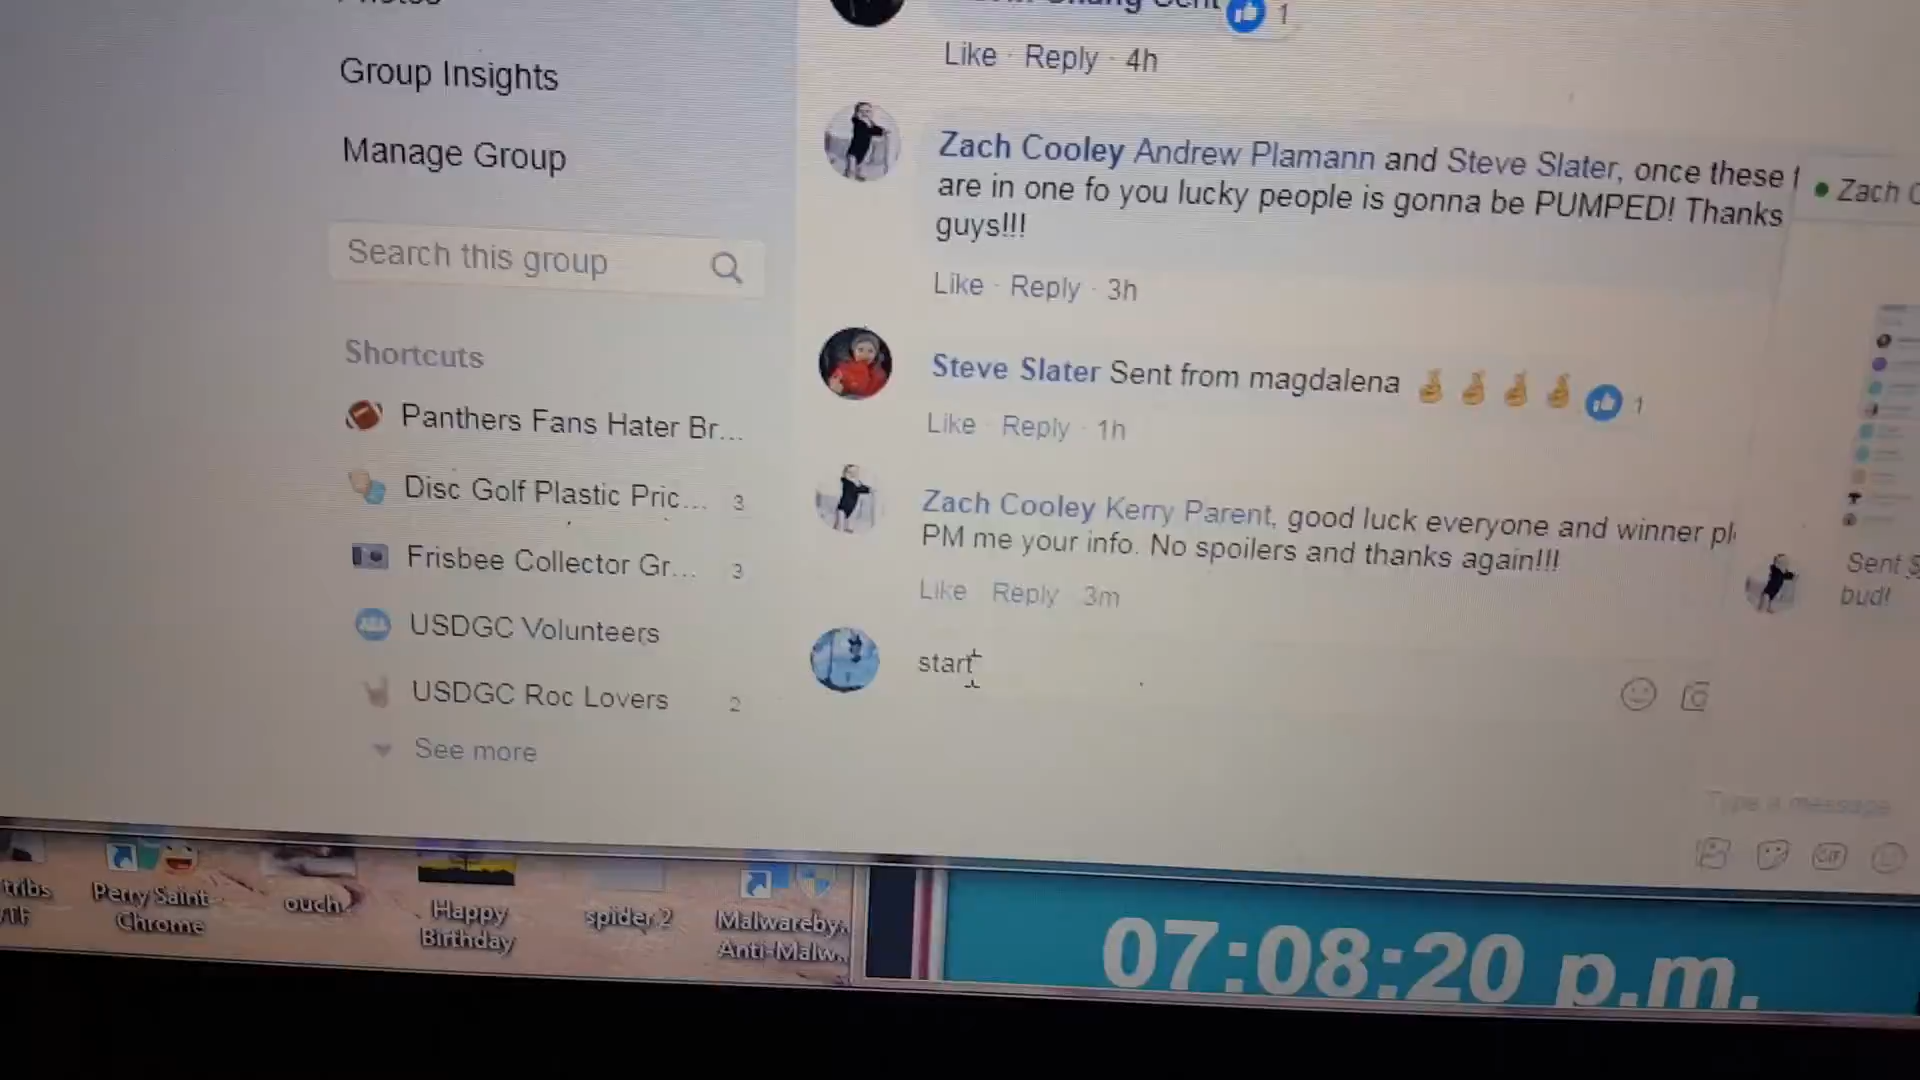 Group Insights
Manage Group
Search this group
Shortcuts
Panthers Fans Hater Br...
Disc Golf Plastic Pric... 3
Frisbee Collector Gr... 3
USDGC Volunteers
USDGC Roc Lovers 2
See more
1
Like · Reply · 4h
Zach Cooley Andrew Plamann and Steve Slater, once these
are in one fo you lucky people is gonna be PUMPED! Thanks
guys!!!
Like · Reply · 3h
Steve Slater Sent from magdalena 🤞🤞🤞🤞 1
Like · Reply · 1h
Zach Cooley Kerry Parent, good luck everyone and winner
PM me your info. No spoilers and thanks again!!!
Like · Reply · 3m
start
Zach
Sent
bud!
Type a message
GIF
Perry Saint
Chrome
ouch
Happy
Birthday
spider 2
Malwareby...
Anti-Malw...
07:08:20 p.m.